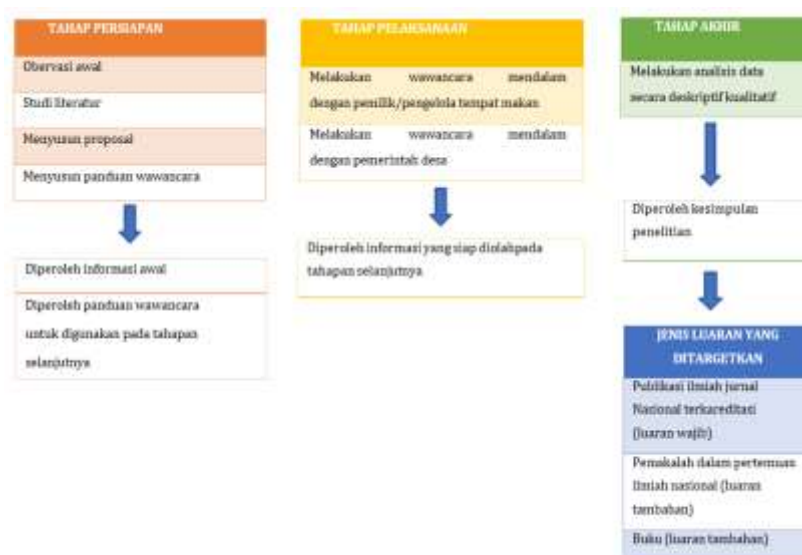 TAHAP PERSIAPAN
Obervasi awal
Studi literatur
Menyusun proposal
Menyusun panduan wawancara
Diperoleh informasi awal
Diperoleh panduan wawancara
untuk digunakan pada tahapan
selanjutnya
TAHAP PELAKSANAAN
Melakukan wawancara mendalam
dengan pemilik/pengelola tempat makan
Melakukan wawancara mendalam
dengan pemerintah desa
Diperoleh informasi yang siap diolahpada
tahapan selanjutnya
TAHAP AKHIR
Melakukan analisis data
secara deskriptif kualitatif
Diperoleh kesimpulan
penelitian
JENIS LUARAN YANG
DITARGETKAN
Publikasi ilmiah jurnal
Nasional terkareditasi
(luaran wajib)
Pemakalah dalam pertemuan
ilmiah nasional (luaran
tambahan)
Buku (luaran tambahan)